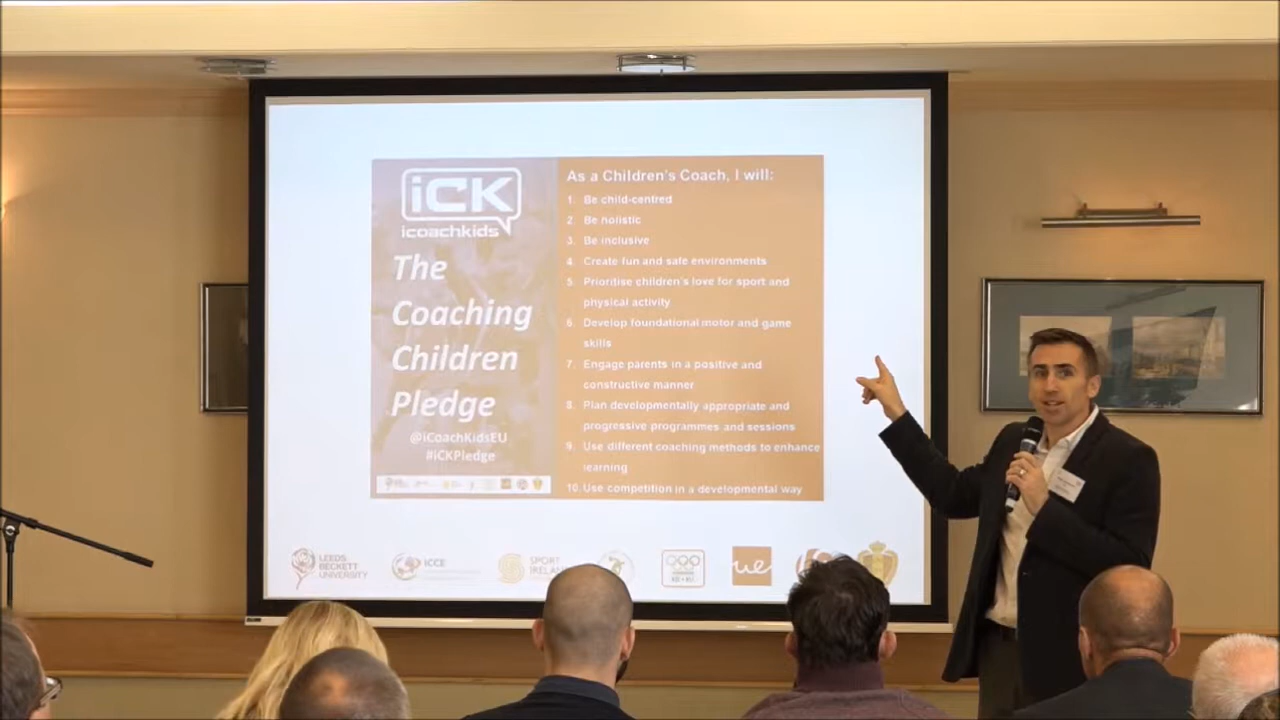 iCK
icoachkids
The
Coaching
Children
Pledge
@iCoachKidsEU
#iCKPledge
As a Children's Coach, I will:
1. Be child-centred
2. Be holistic
3. Be inclusive
4. Create fun and safe environments
5. Prioritise children's love for sport and
physical activity
6. Develop foundational motor and game
skills
7. Engage parents in a positive and
constructive manner
8. Plan developmentally appropriate and
progressive programmes and sessions
9. Use different coaching methods to enhance
learning
10. Use competition in a developmental way
LEEDS
BECKETT
UNIVERSITY
ICCE
SPORT
ue